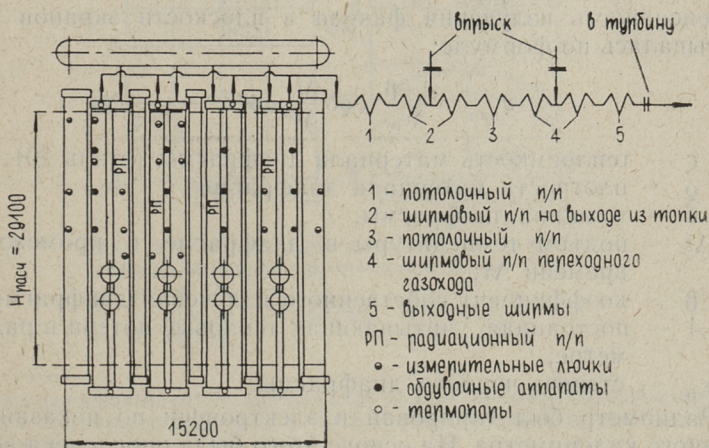 впрыск
в турбину
1 2 3 4 5
РП
РП
РП
РП
Hрасч = 29100
15200
1 - потолочный п/п
2 - ширмовый п/п на выходе из топки
3 - потолочный п/п
4 - ширмовый п/п переходного
газохода
5 - выходные ширмы
РП - радиационный п/п
- измерительные лючки
- обдувочные аппараты
- термопары